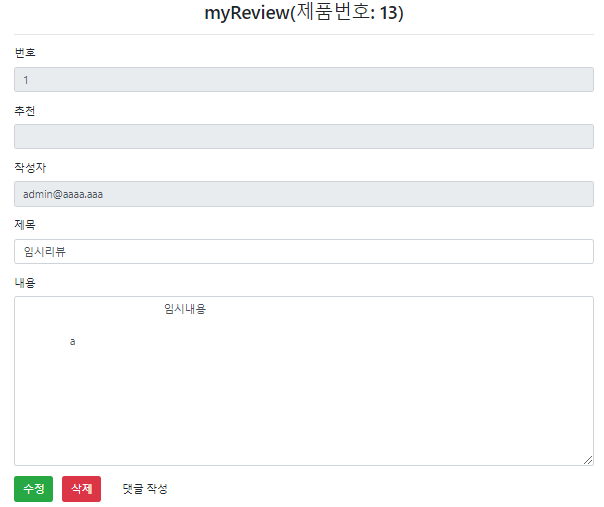 myReview(제품번호: 13)
번호
1
추천
작성자
admin@aaaa.aaa
제목
임시리뷰
내용
임시내용
a
수정 삭제 댓글 작성